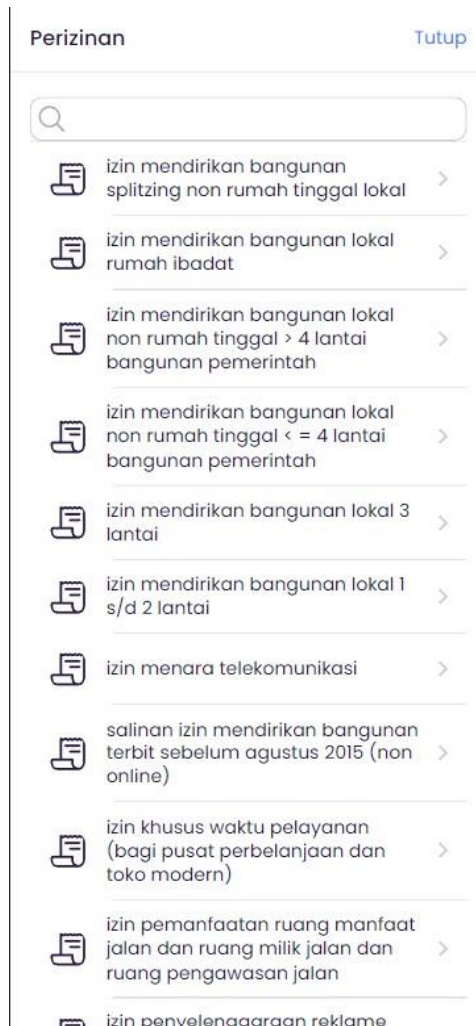 Perizinan
Tutup
izin mendirikan bangunan
splitzing non rumah tinggal lokal
izin mendirikan bangunan lokal
rumah ibadat
izin mendirikan bangunan lokal
non rumah tinggal > 4 lantai
bangunan pemerintah
izin mendirikan bangunan lokal
non rumah tinggal < = 4 lantai
bangunan pemerintah
izin mendirikan bangunan lokal 3
lantai
izin mendirikan bangunan lokal 1
s/d 2 lantai
izin menara telekomunikasi
salinan izin mendirikan bangunan
terbit sebelum agustus 2015 (non
online)
izin khusus waktu pelayanan
(bagi pusat perbelanjaan dan
toko modern)
izin pemanfaatan ruang manfaat
jalan dan ruang milik jalan dan
ruang pengawasan jalan
izin penyelenggaraan reklame